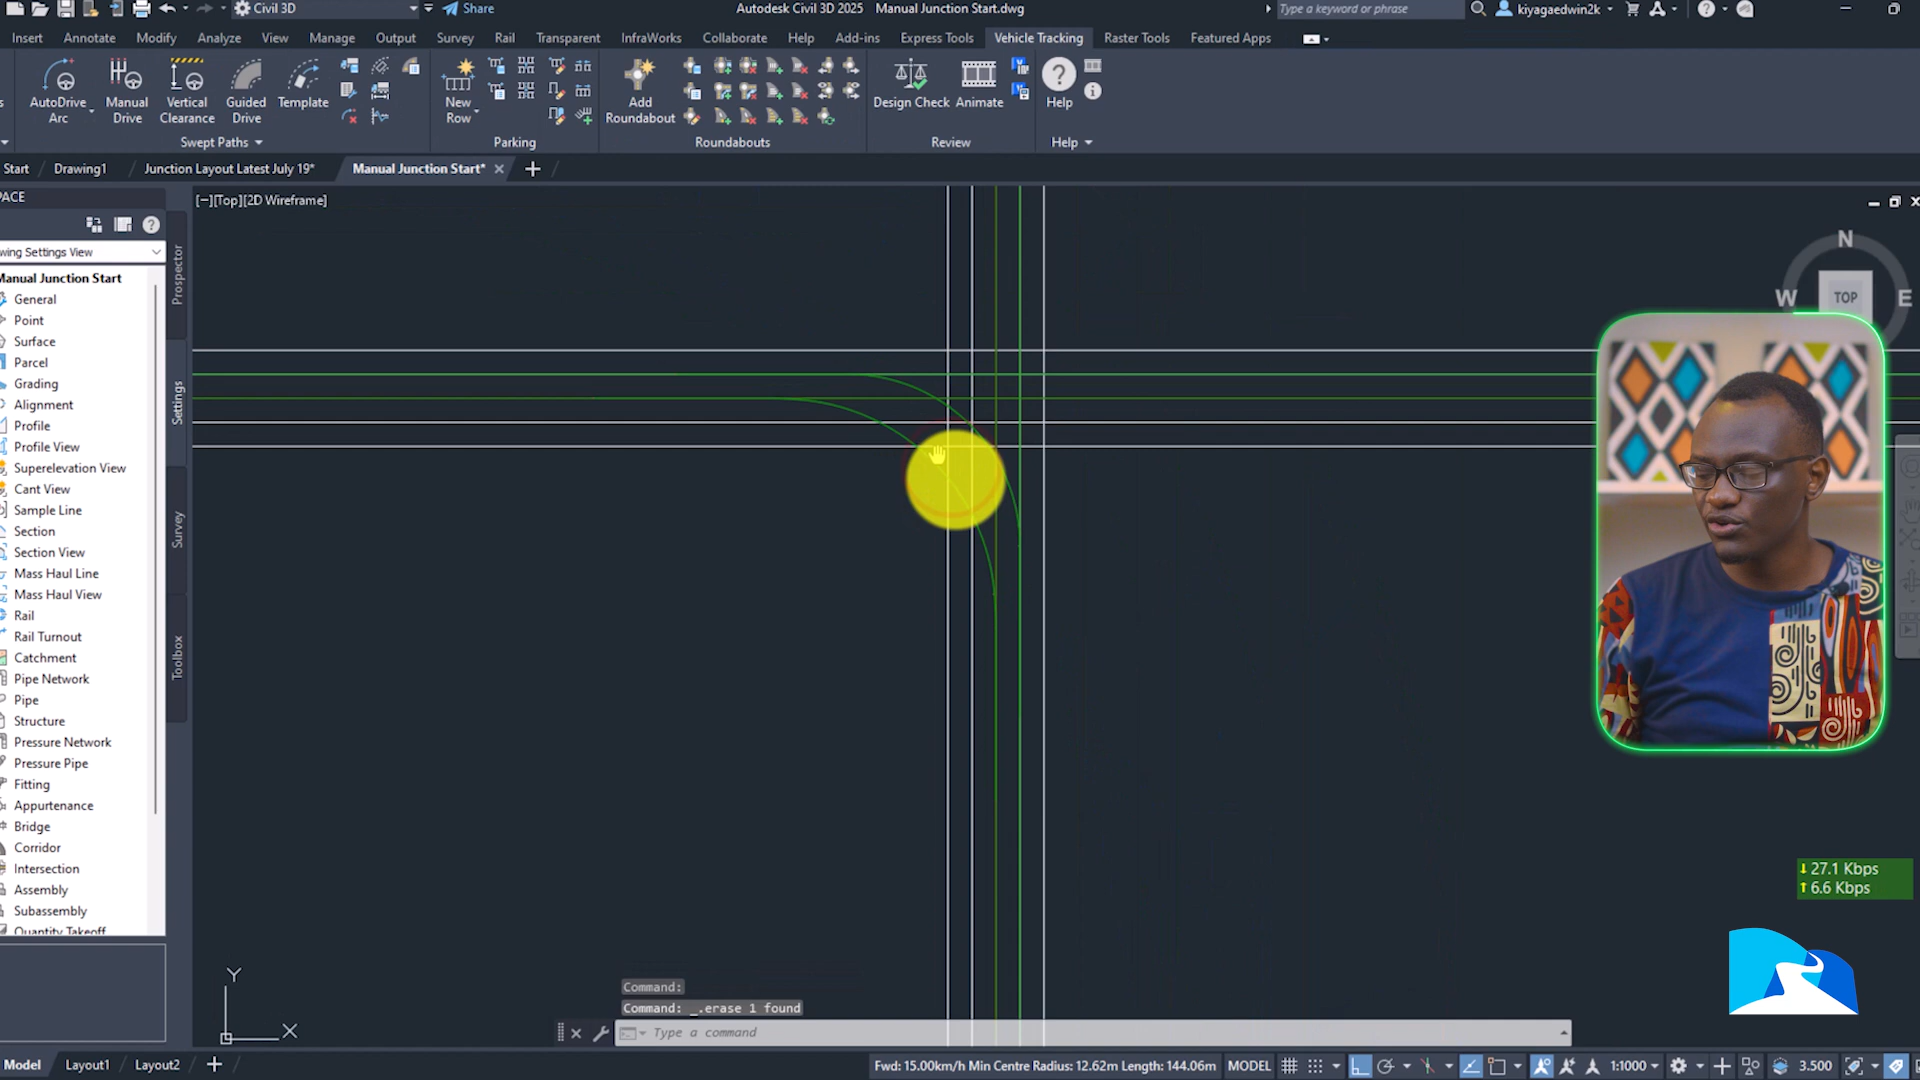 Civil 3D
Share
Autodesk Civil 3D 2025 Manual Junction Start.dwg
Type a keyword or phrase
kiyagaedwin2k
Insert Annotate Modify Analyze View Manage Output Survey Rail Transparent InfraWorks Collaborate Help Add-ins Express Tools Vehicle Tracking Raster Tools Featured Apps
AutoDrive Arc
Manual Drive
Vertical Clearance
Guided Drive
Template
New Row
Add Roundabout
Design Check
Animate
Help
Swept Paths
Parking
Roundabouts
Review
Help
Start
Drawing1
Junction Layout Latest July 19*
Manual Junction Start*
PACE
[−][Top][2D Wireframe]
wing Settings View
Manual Junction Start
General
Point
Surface
Parcel
Grading
Alignment
Profile
Profile View
Superelevation View
Cant View
Sample Line
Section
Section View
Mass Haul Line
Mass Haul View
Rail
Rail Turnout
Catchment
Pipe Network
Pipe
Structure
Pressure Network
Pressure Pipe
Fitting
Appurtenance
Bridge
Corridor
Intersection
Assembly
Subassembly
Quantity Takeoff
Prospector
Settings
Survey
Toolbox
N
W
TOP
E
27.1 Kbps
6.6 Kbps
Y
X
Command:
Command: _.erase 1 found
Type a command
Model
Layout1
Layout2
Fwd: 15.00km/h Min Centre Radius: 12.62m Length: 144.06m
MODEL
1:1000
3.500